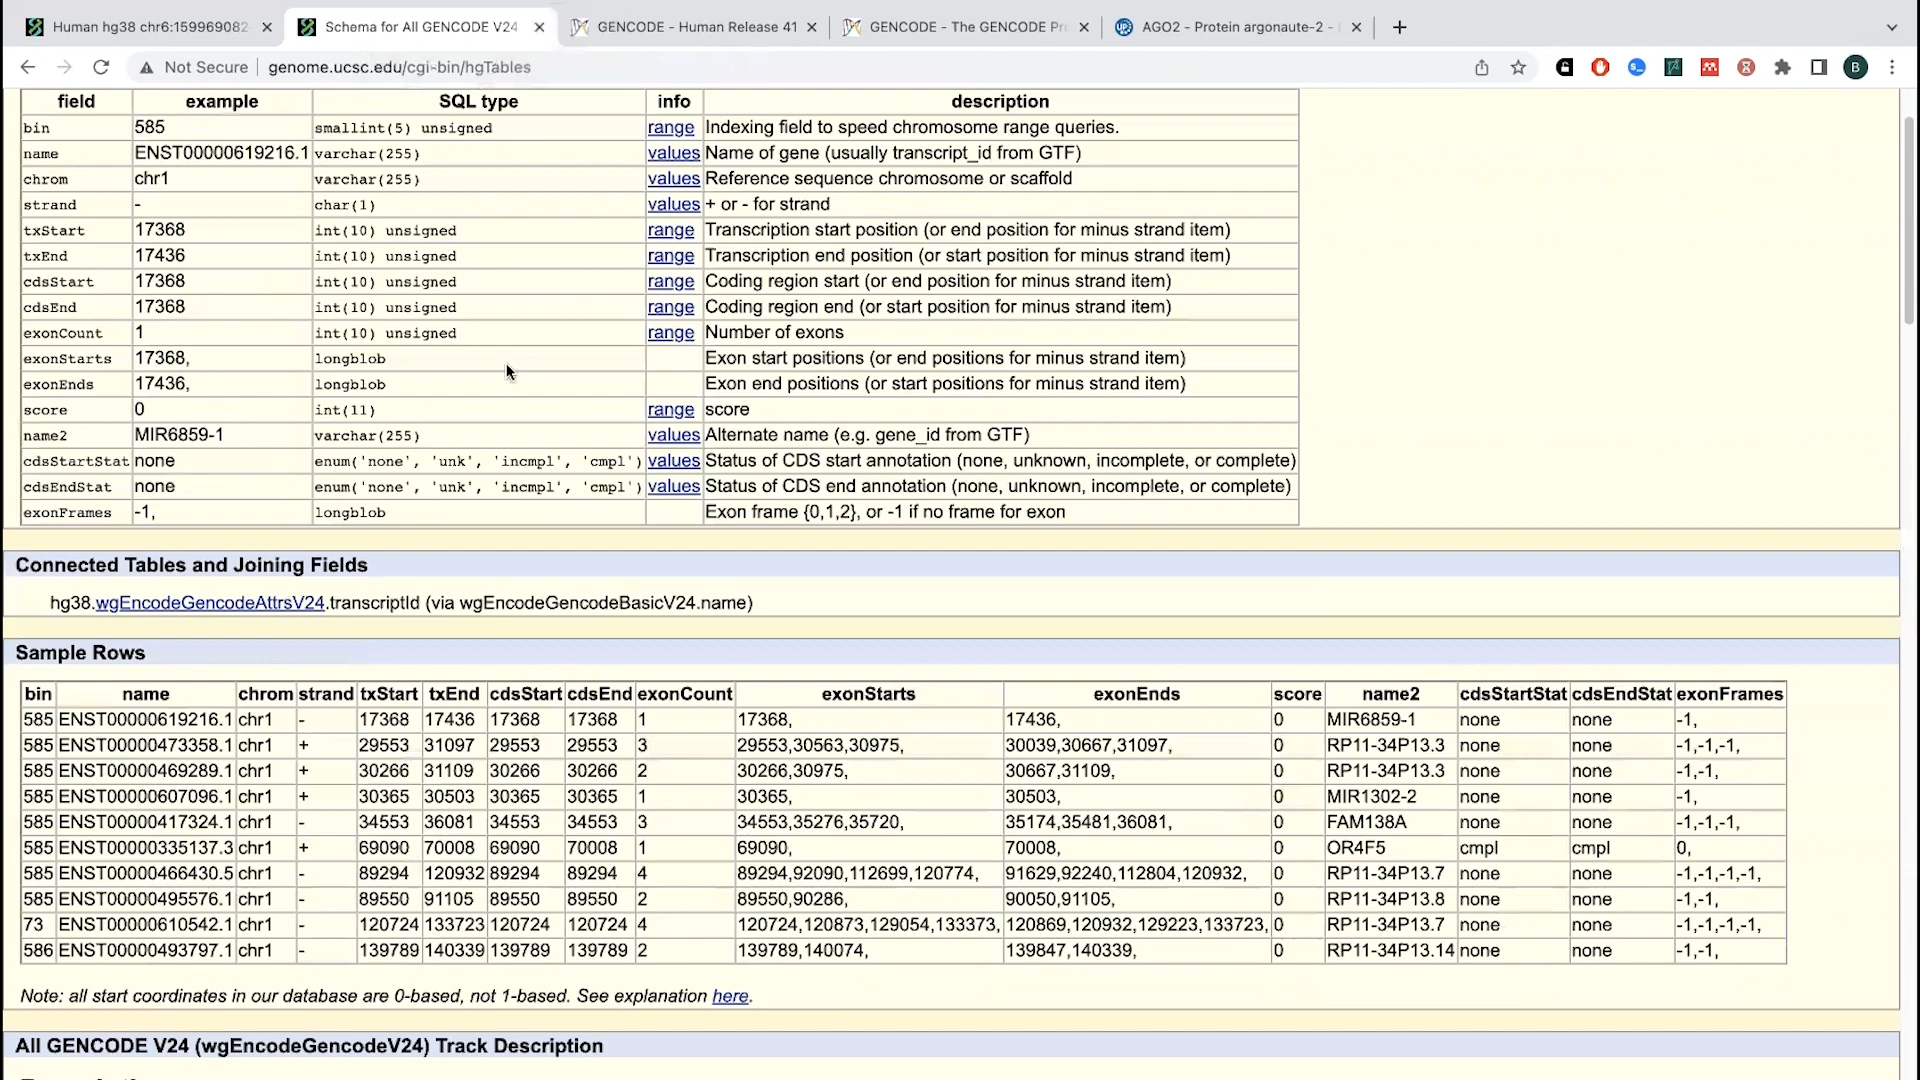 Human hg38 chr6:159969082
Schema for All GENCODE V24
GENCODE - Human Release 41
GENCODE - The GENCODE Pr
AGO2 - Protein argonaute-2 -
Not Secure | genome.ucsc.edu/cgi-bin/hgTables
B
field example SQL type info description
bin 585 smallint(5) unsigned range Indexing field to speed chromosome range queries.
name ENST00000619216.1 varchar(255) values Name of gene (usually transcript_id from GTF)
chrom chr1 varchar(255) values Reference sequence chromosome or scaffold
strand - char(1) values + or - for strand
txStart 17368 int(10) unsigned range Transcription start position (or end position for minus strand item)
txEnd 17436 int(10) unsigned range Transcription end position (or start position for minus strand item)
cdsStart 17368 int(10) unsigned range Coding region start (or end position for minus strand item)
cdsEnd 17368 int(10) unsigned range Coding region end (or start position for minus strand item)
exonCount 1 int(10) unsigned range Number of exons
exonStarts 17368, longblob Exon start positions (or end positions for minus strand item)
exonEnds 17436, longblob Exon end positions (or start positions for minus strand item)
score 0 int(11) range score
name2 MIR6859-1 varchar(255) values Alternate name (e.g. gene_id from GTF)
cdsStartStat none enum('none', 'unk', 'incmpl', 'cmpl') values Status of CDS start annotation (none, unknown, incomplete, or complete)
cdsEndStat none enum('none', 'unk', 'incmpl', 'cmpl') values Status of CDS end annotation (none, unknown, incomplete, or complete)
exonFrames -1, longblob Exon frame {0,1,2}, or -1 if no frame for exon
Connected Tables and Joining Fields
hg38.wgEncodeGencodeAttrsV24.transcriptId (via wgEncodeGencodeBasicV24.name)
Sample Rows
bin name chrom strand txStart txEnd cdsStart cdsEnd exonCount exonStarts exonEnds score name2 cdsStartStat cdsEndStat exonFrames
585 ENST00000619216.1 chr1 - 17368 17436 17368 17368 1 17368, 17436, 0 MIR6859-1 none none -1,
585 ENST00000473358.1 chr1 + 29553 31097 29553 29553 3 29553,30563,30975, 30039,30667,31097, 0 RP11-34P13.3 none none -1,-1,-1,
585 ENST00000469289.1 chr1 + 30266 31109 30266 30266 2 30266,30975, 30667,31109, 0 RP11-34P13.3 none none -1,-1,
585 ENST00000607096.1 chr1 + 30365 30503 30365 30365 1 30365, 30503, 0 MIR1302-2 none none -1,
585 ENST00000417324.1 chr1 - 34553 36081 34553 34553 3 34553,35276,35720, 35174,35481,36081, 0 FAM138A none none -1,-1,-1,
585 ENST00000335137.3 chr1 + 69090 70008 69090 70008 1 69090, 70008, 0 OR4F5 cmpl cmpl 0,
585 ENST00000466430.5 chr1 - 89294 120932 89294 89294 4 89294,92090,112699,120774, 91629,92240,112804,120932, 0 RP11-34P13.7 none none -1,-1,-1,-1,
585 ENST00000495576.1 chr1 - 89550 91105 89550 89550 2 89550,90286, 90050,91105, 0 RP11-34P13.8 none none -1,-1,
73 ENST00000610542.1 chr1 - 120724 133723 120724 120724 4 120724,120873,129054,133373, 120869,120932,129223,133723, 0 RP11-34P13.7 none none -1,-1,-1,-1,
586 ENST00000493797.1 chr1 - 139789 140339 139789 139789 2 139789,140074, 139847,140339, 0 RP11-34P13.14 none none -1,-1,
Note: all start coordinates in our database are 0-based, not 1-based. See explanation here.
All GENCODE V24 (wgEncodeGencodeV24) Track Description